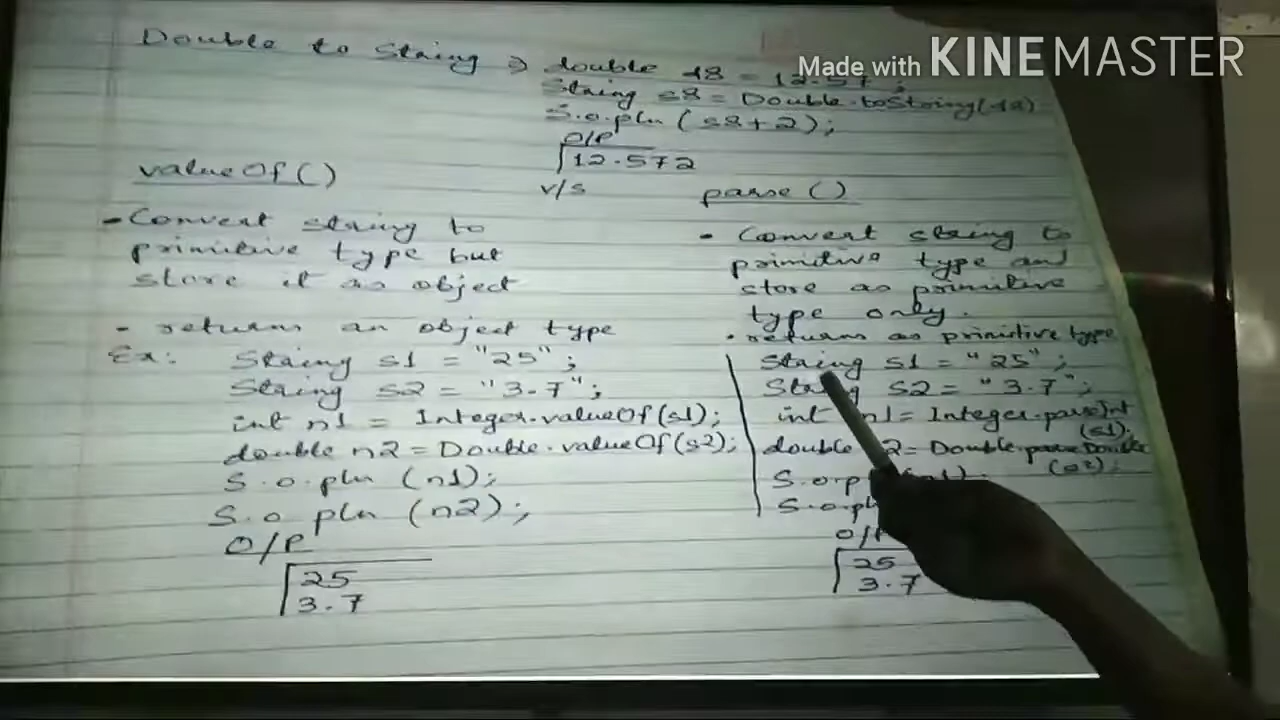 Made with KINEMASTER
Double to String => double d8 = 12.57 ;
String s8 = Double.toString(d8)
S.o.pln (s8+2);
O/P
12.572
valueOf() v/s parse ()
- Convert string to
primitive type but
store it as object
- returns an object type
Ex: String s1 = "25" ;
String s2 = "3.7" ;
int n1 = Integer.valueOf(s1);
double n2 = Double.valueOf(s2);
S.o.pln (n1);
S.o.pln (n2);
O/P
25
3.7
- Convert string to
primitive type and
store as primitive
type only.
- returns as primitive type
String s1 = "25" ;
String s2 = "3.7" ;
int n1 = Integer.parseInt
(s1);
double 2 = Double.parseDouble
(s2);
S.o.p
S.o.pln
O/P
25
3.7